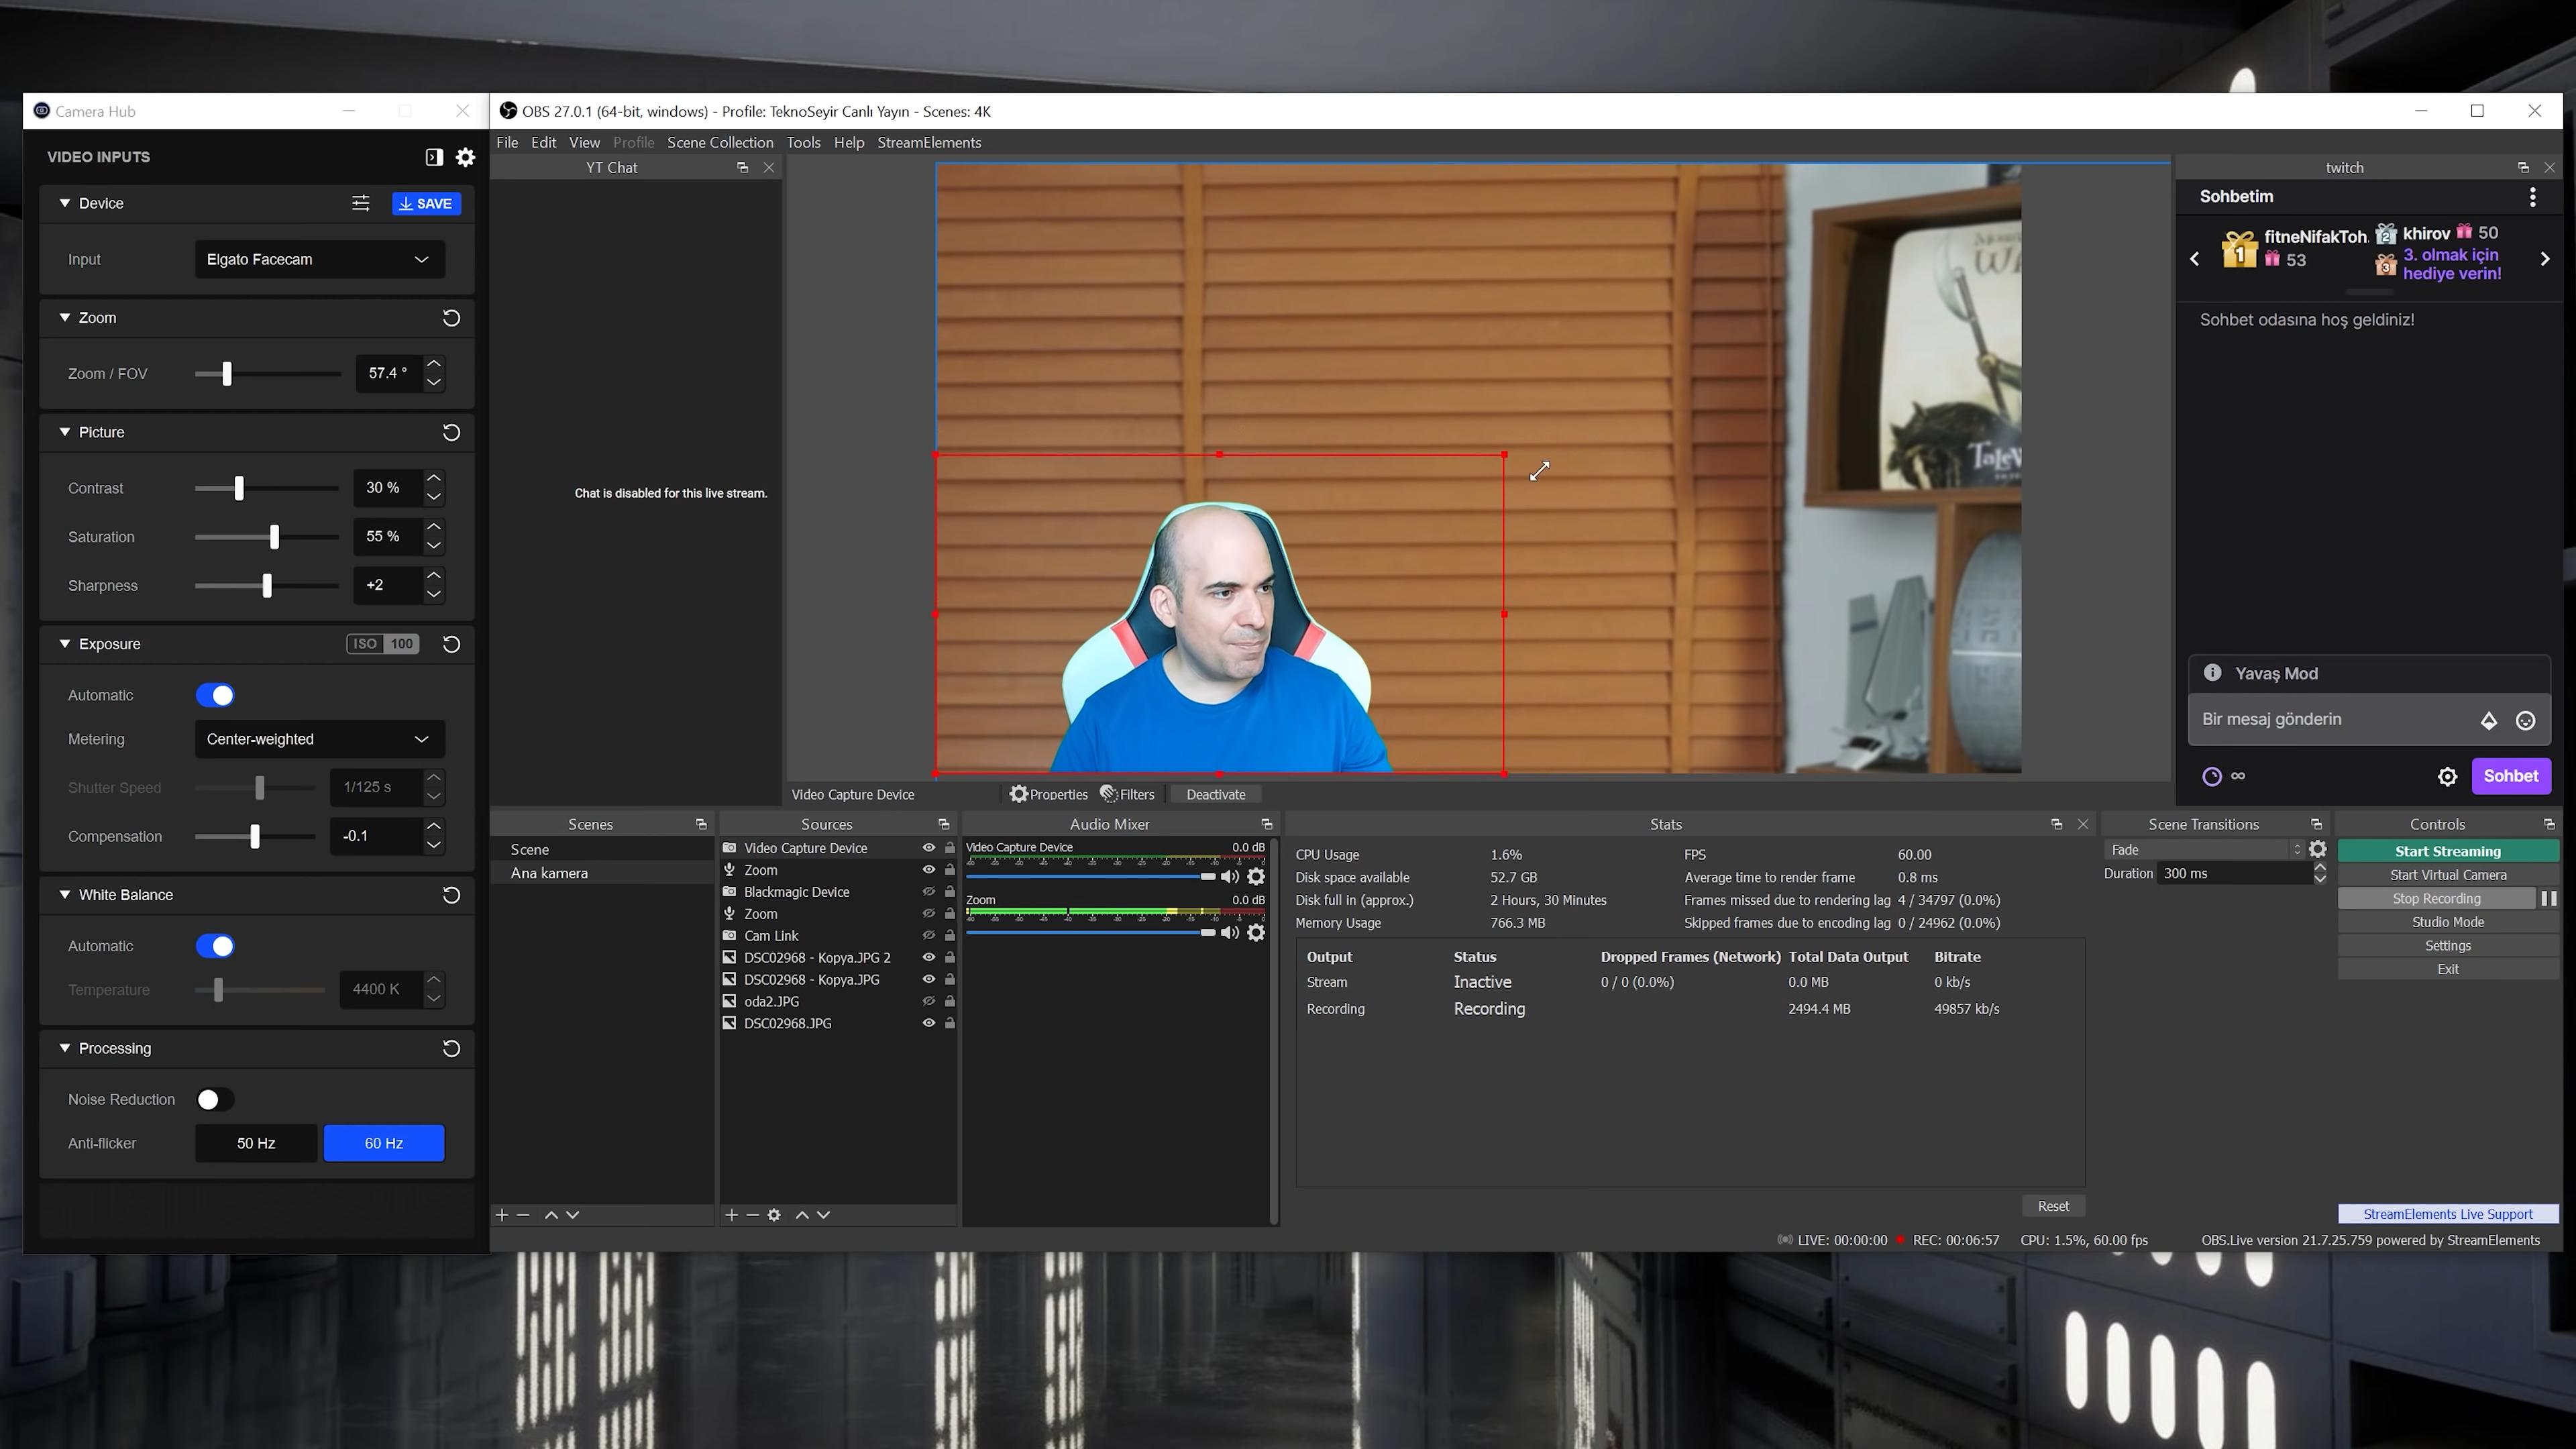 Camera Hub
VIDEO INPUTS
Device
SAVE
Input
Elgato Facecam
Zoom
Zoom / FOV
57.4 °
Picture
Contrast
30 %
Saturation
55 %
Sharpness
+2
Exposure
ISO 100
Automatic
Metering
Center-weighted
Shutter Speed
1/125 s
Compensation
-0.1
White Balance
Automatic
Temperature
4400 K
Processing
Noise Reduction
Anti-flicker
50 Hz
60 Hz
OBS 27.0.1 (64-bit, windows) - Profile: TeknoSeyir Canlı Yayın - Scenes: 4K
File Edit View Profile Scene Collection Tools Help StreamElements
YT Chat
Chat is disabled for this live stream.
Video Capture Device
Properties
Filters
Deactivate
twitch
Sohbetim
1
fitneNifakToh.
53
2
khirov
50
3
3. olmak için
hediye verin!
Sohbet odasına hoş geldiniz!
Yavaş Mod
Bir mesaj gönderin
∞
Sohbet
Scenes
Scene
Ana kamera
Sources
Video Capture Device
Zoom
Blackmagic Device
Zoom
Cam Link
DSC02968 - Kopya.JPG 2
DSC02968 - Kopya.JPG
oda2.JPG
DSC02968.JPG
Audio Mixer
Video Capture Device
0.0 dB
Zoom
0.0 dB
Stats
CPU Usage 1.6%
Disk space available 52.7 GB
Disk full in (approx.) 2 Hours, 30 Minutes
Memory Usage 766.3 MB
FPS 60.00
Average time to render frame 0.8 ms
Frames missed due to rendering lag 4 / 34797 (0.0%)
Skipped frames due to encoding lag 0 / 24962 (0.0%)
Output Status Dropped Frames (Network) Total Data Output Bitrate
Stream Inactive 0 / 0 (0.0%) 0.0 MB 0 kb/s
Recording Recording 2494.4 MB 49857 kb/s
Reset
Scene Transitions
Fade
Duration 300 ms
Controls
Start Streaming
Start Virtual Camera
Stop Recording
Studio Mode
Settings
Exit
StreamElements Live Support
LIVE: 00:00:00
REC: 00:06:57
CPU: 1.5%, 60.00 fps
OBS.Live version 21.7.25.759 powered by StreamElements